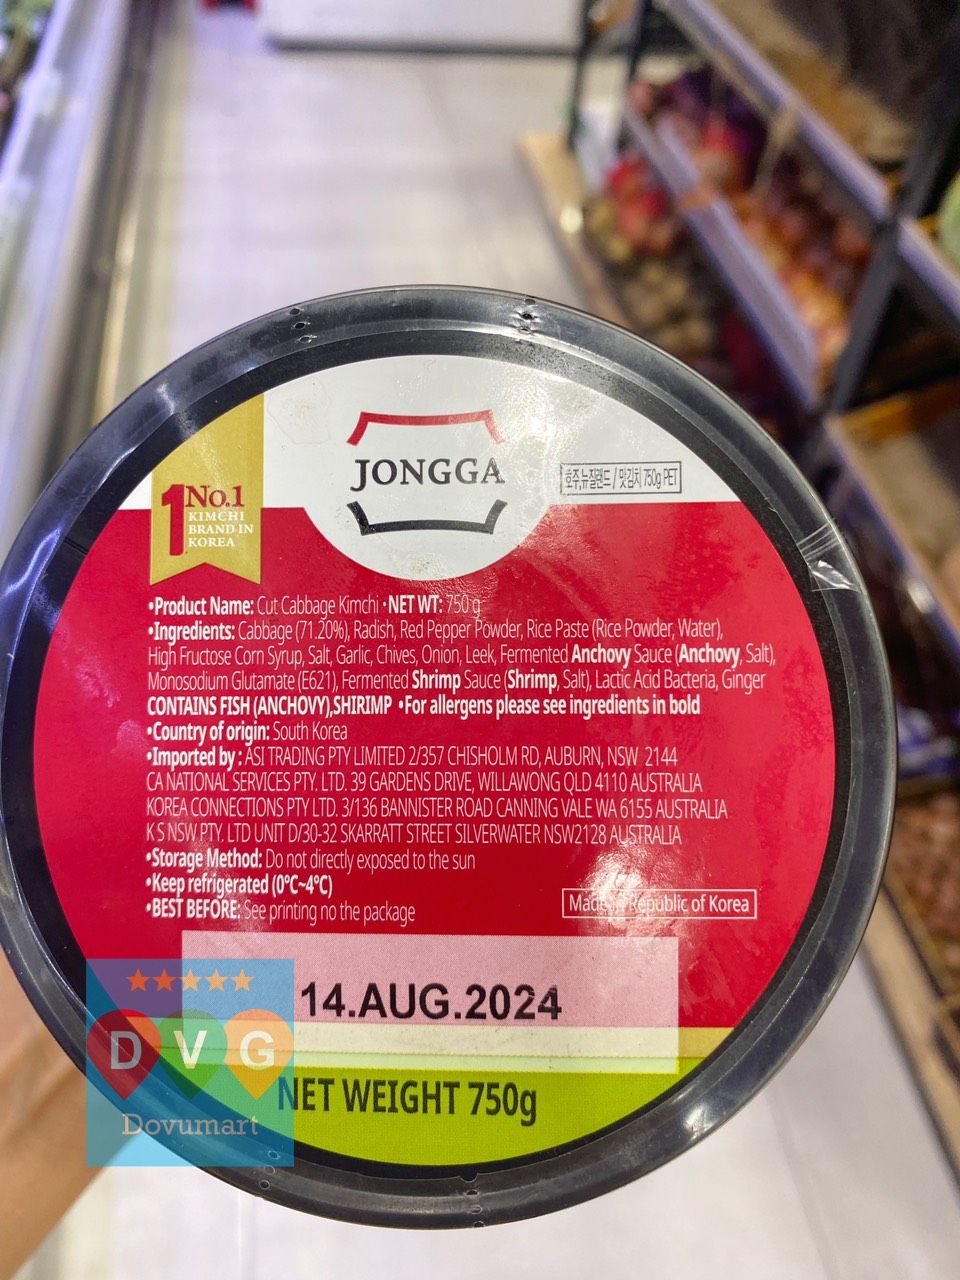 JONGGA
호주,뉴질랜드 / 맛김치 750g PET
1 No.1
KIMCHI
BRAND IN
KOREA
•Product Name: Cut Cabbage Kimchi •NET WT: 750 g
•Ingredients: Cabbage (71.20%), Radish, Red Pepper Powder, Rice Paste (Rice Powder, Water),
High Fructose Corn Syrup, Salt, Garlic, Chives, Onion, Leek, Fermented Anchovy Sauce (Anchovy, Salt),
Monosodium Glutamate (E621), Fermented Shrimp Sauce (Shrimp, Salt), Lactic Acid Bacteria, Ginger
CONTAINS FISH (ANCHOVY),SHIRIMP •For allergens please see ingredients in bold
•Country of origin: South Korea
•Imported by : ASI TRADING PTY LIMITED 2/357 CHISHOLM RD, AUBURN, NSW 2144
CA NATIONAL SERVICES PTY. LTD. 39 GARDENS DRIVE, WILLAWONG QLD 4110 AUSTRALIA
KOREA CONNECTIONS PTY LTD. 3/136 BANNISTER ROAD CANNING VALE WA 6155 AUSTRALIA
K S NSW PTY. LTD UNIT D/30-32 SKARRATT STREET SILVERWATER NSW2128 AUSTRALIA
•Storage Method: Do not directly exposed to the sun
•Keep refrigerated (0°C~4°C)
•BEST BEFORE: See printing no the package
Made in Republic of Korea
14.AUG.2024
NET WEIGHT 750g
D V G
Dovumart